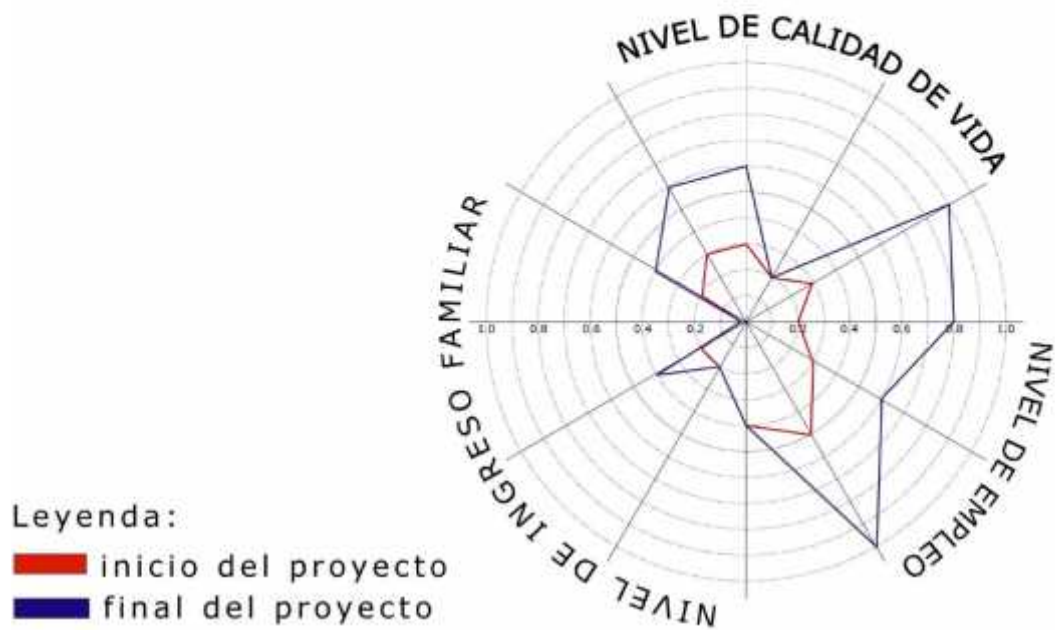 NIVEL DE CALIDAD DE VIDA
NIVEL DE INGRESO FAMILIAR
1.0 0.8 0.6 0.4 0.2 0.2 0.4 0.6 0.8 1.0
NIVEL DE EMPLEO
Leyenda:
inicio del proyecto
final del proyecto